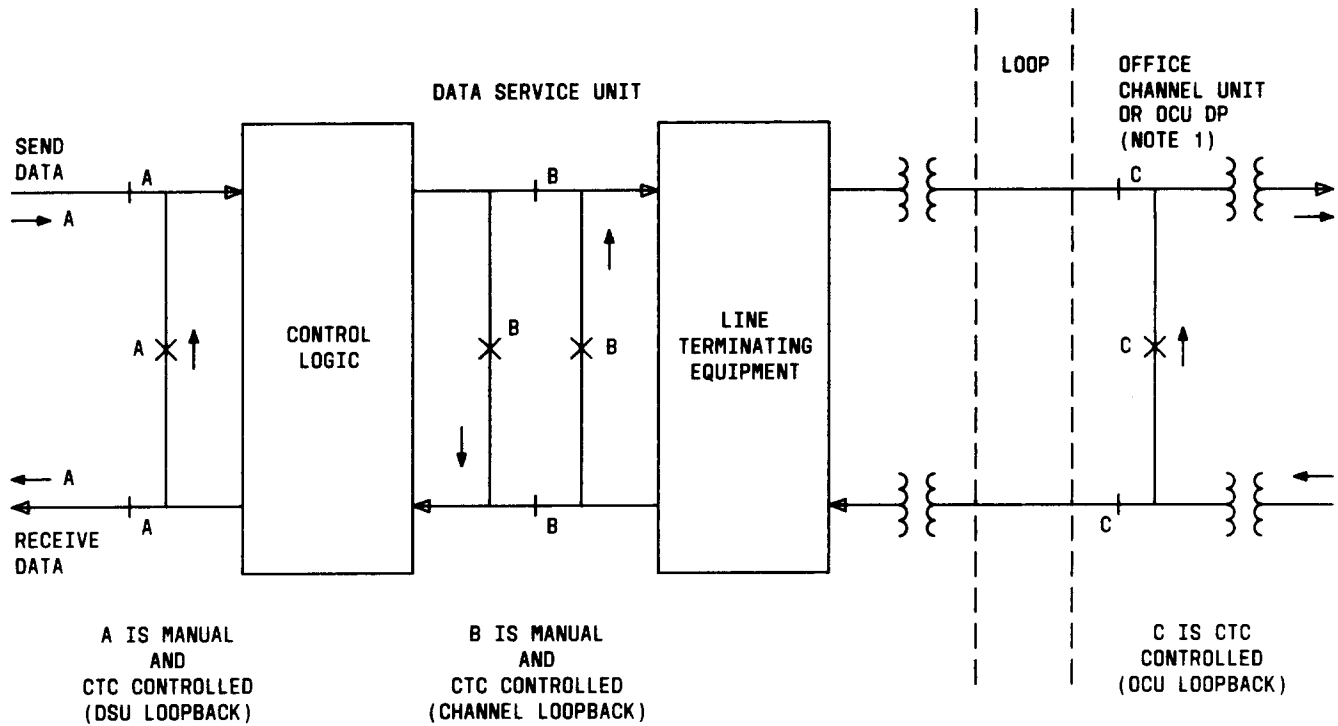 DATA SERVICE UNIT
LOOP
OFFICE
CHANNEL UNIT
OR OCU DP
(NOTE 1)
SEND
DATA
A
A
B
C
CONTROL
LOGIC
LINE
TERMINATING
EQUIPMENT
A
B
B
C
A
A
B
C
RECEIVE
DATA
A IS MANUAL
AND
CTC CONTROLLED
(DSU LOOPBACK)
B IS MANUAL
AND
CTC CONTROLLED
(CHANNEL LOOPBACK)
C IS CTC
CONTROLLED
(OCU LOOPBACK)